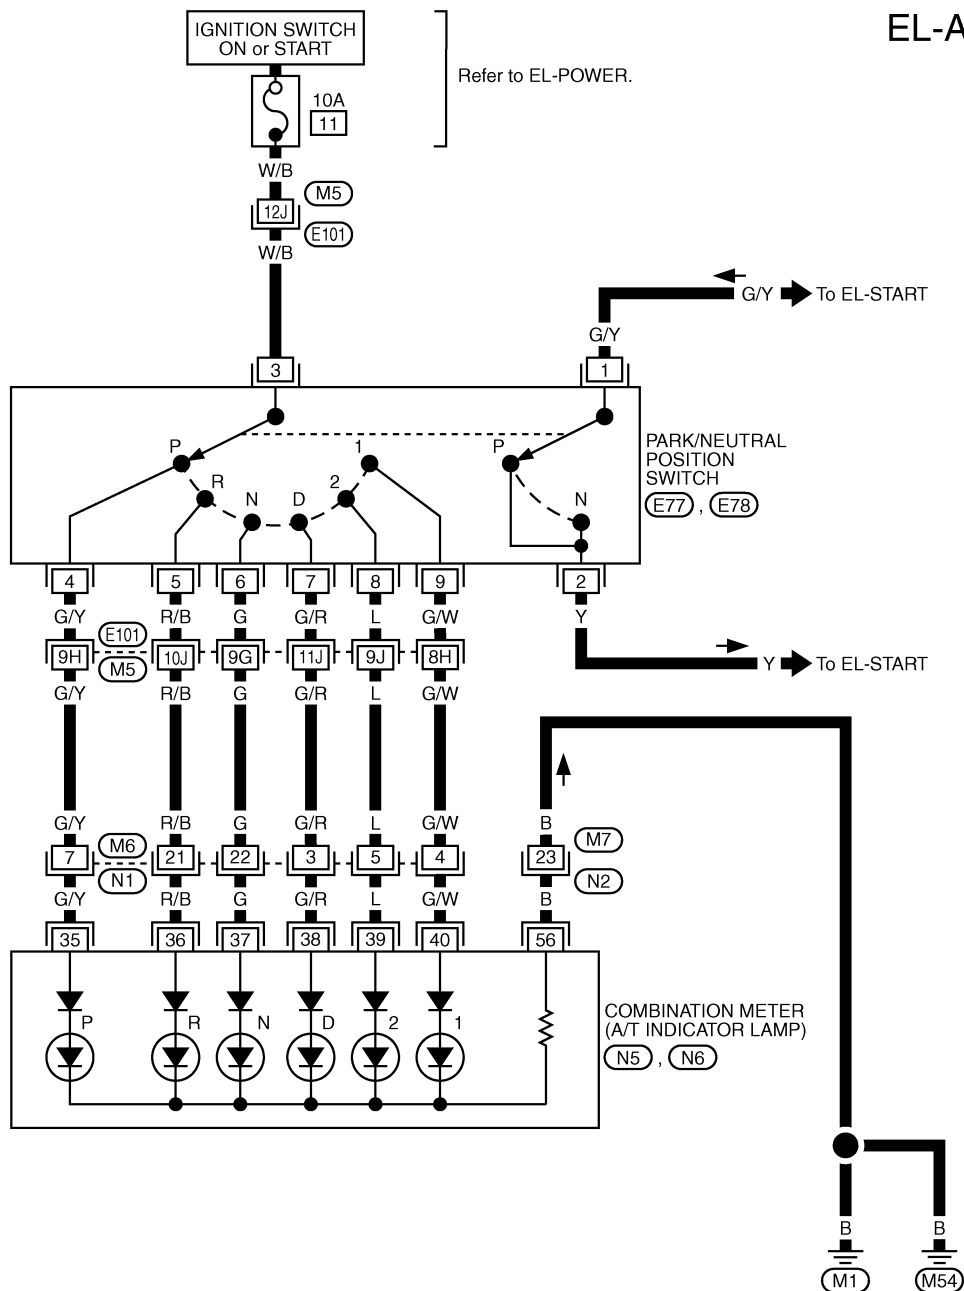 EL-A
IGNITION SWITCH
ON or START
Refer to EL-POWER.
10A
11
W/B
M5
12J
E101
W/B
G/Y
To EL-START
G/Y
3
1
P
1
P
R
2
N
D
N
PARK/NEUTRAL
POSITION
SWITCH
E77 , E78
4 5 6 7 8 9 2
G/Y R/B G G/R L G/W Y
E101
9H 10J 9G 11J 9J 8H
M5
Y To EL-START
G/Y R/B G G/R L G/W
G/Y R/B G G/R L G/W B
M6 M7
7 21 22 3 5 4 23
N1 N2
G/Y R/B G G/R L G/W B
35 36 37 38 39 40 56
P R N D 2 1
COMBINATION METER
(A/T INDICATOR LAMP)
N5 , N6
B B
M1 M54